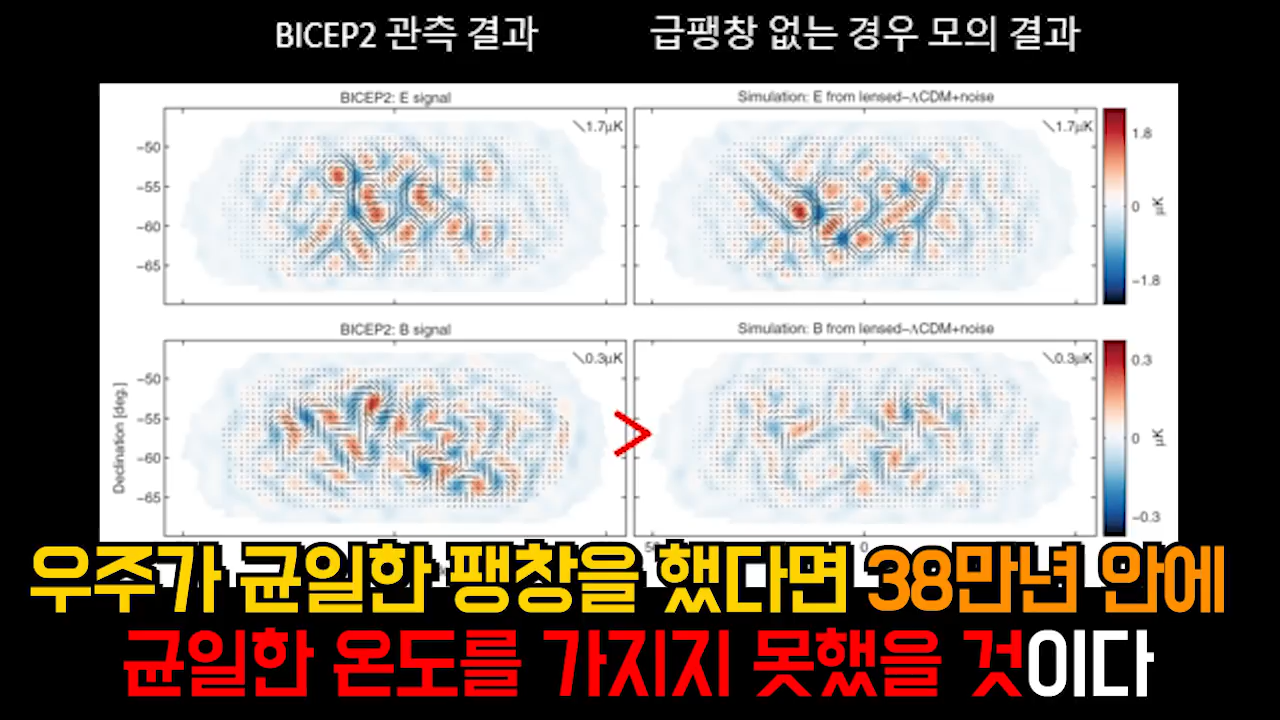 BICEP2 관측 결과
급팽창 없는 경우 모의 결과
BICEP2: E signal
Simulation: E from lensed-ΛCDM+noise
1.7μK
1.7μK
-50
-55
-60
-65
1.8
0
-1.8
μK
BICEP2: B signal
Simulation: B from lensed-ΛCDM+noise
0.3μK
0.3μK
Declination [deg.]
-50
-55
-60
-65
>
0.3
0
-0.3
μK
0
우주가 균일한 팽창을 했다면 38만년 안에
균일한 온도를 가지지 못했을 것이다